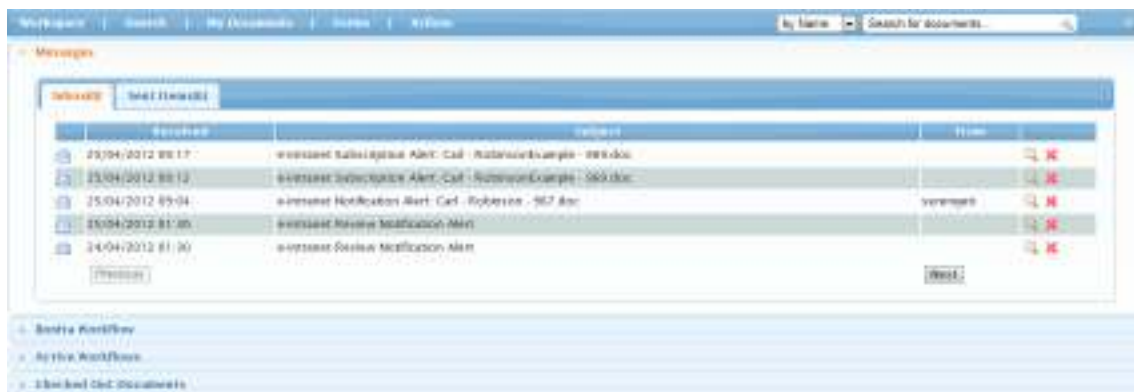 Workspace | Search | My Documents | | Actions by Name Search for documents...
Messages
Inbox Sent Items
Received Subject From
25/04/2012 09:17 e-intranet Subscription Alert: Carl - RobinsonExample - 969.doc
25/04/2012 09:12 e-intranet Subscription Alert: Carl - RobinsonExample - 969.doc
25/04/2012 09:04 e-intranet Notification Alert: Carl - Robinson - 967.doc
25/04/2012 01:30 e-intranet Review Notification Alert
24/04/2012 01:30 e-intranet Review Notification Alert
Previous Next
Bonita Workflow
Active Workflows
Checked Out Documents